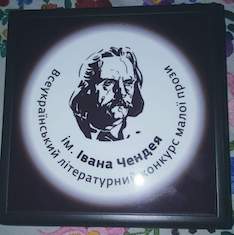 Всеукраїнський літературний конкурс малої прози
ім. Івана Чендея